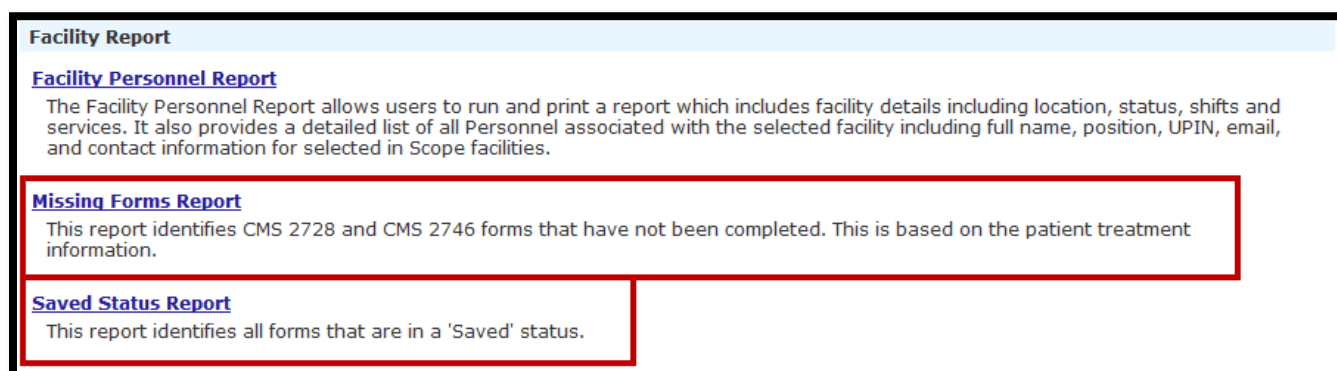 Facility Report
Facility Personnel Report
The Facility Personnel Report allows users to run and print a report which includes facility details including location, status, shifts and
services. It also provides a detailed list of all Personnel associated with the selected facility including full name, position, UPIN, email,
and contact information for selected in Scope facilities.
Missing Forms Report
This report identifies CMS 2728 and CMS 2746 forms that have not been completed. This is based on the patient treatment
information.
Saved Status Report
This report identifies all forms that are in a 'Saved' status.